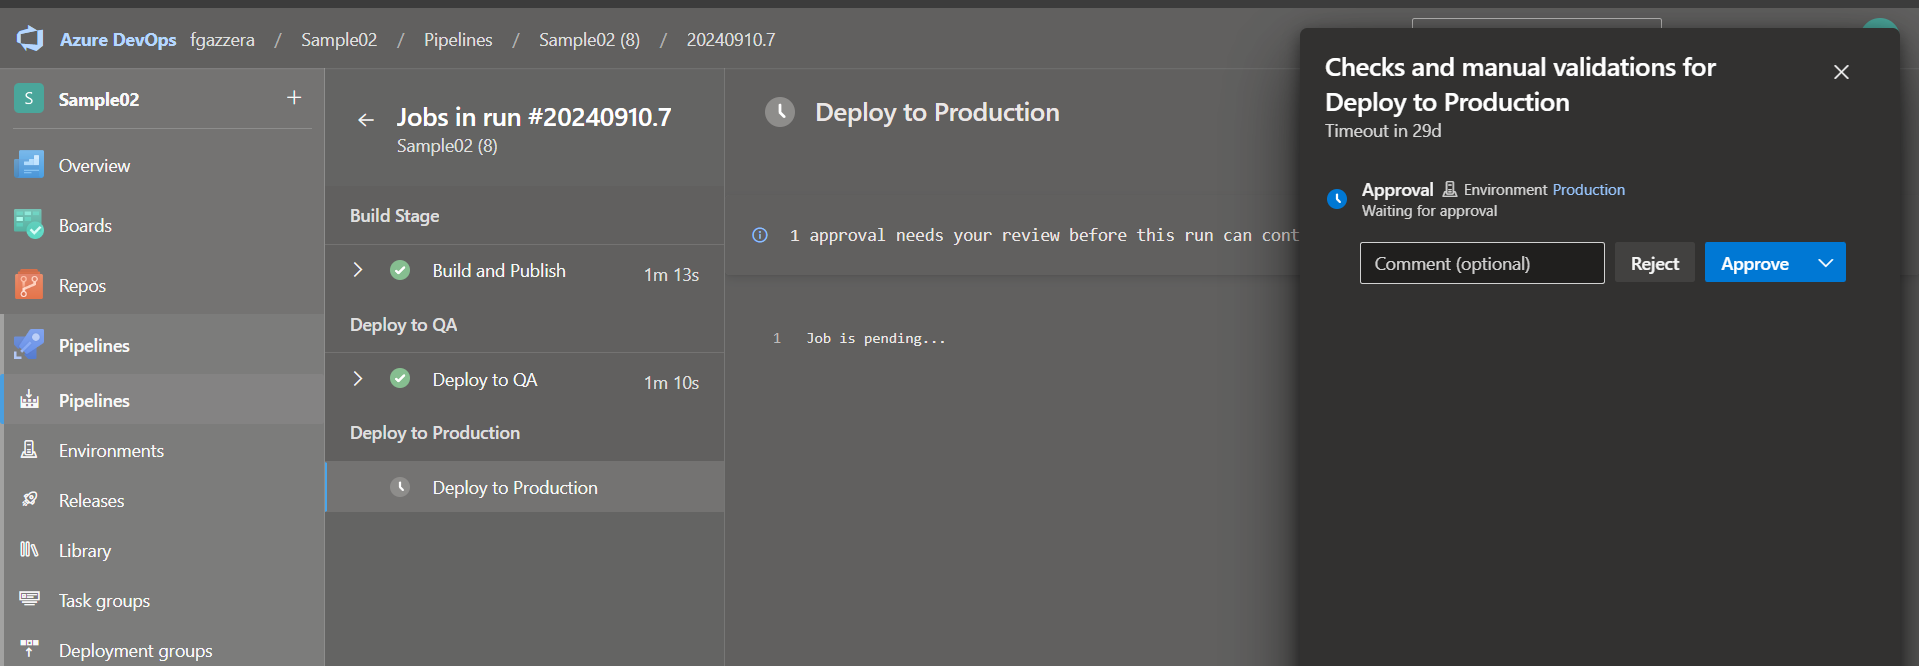 Azure DevOps fgazzera / Sample02 / Pipelines / Sample02 (8) / 20240910.7
S Sample02 +
Overview
Boards
Repos
Pipelines
Pipelines
Environments
Releases
Library
Task groups
Deployment groups
Jobs in run #20240910.7
Sample02 (8)
Build Stage
Build and Publish 1m 13s
Deploy to QA
Deploy to QA 1m 10s
Deploy to Production
Deploy to Production
Deploy to Production
1 approval needs your review before this run can cont
1 Job is pending...
Checks and manual validations for
Deploy to Production
Timeout in 29d
Approval Environment Production
Waiting for approval
Comment (optional) Reject Approve